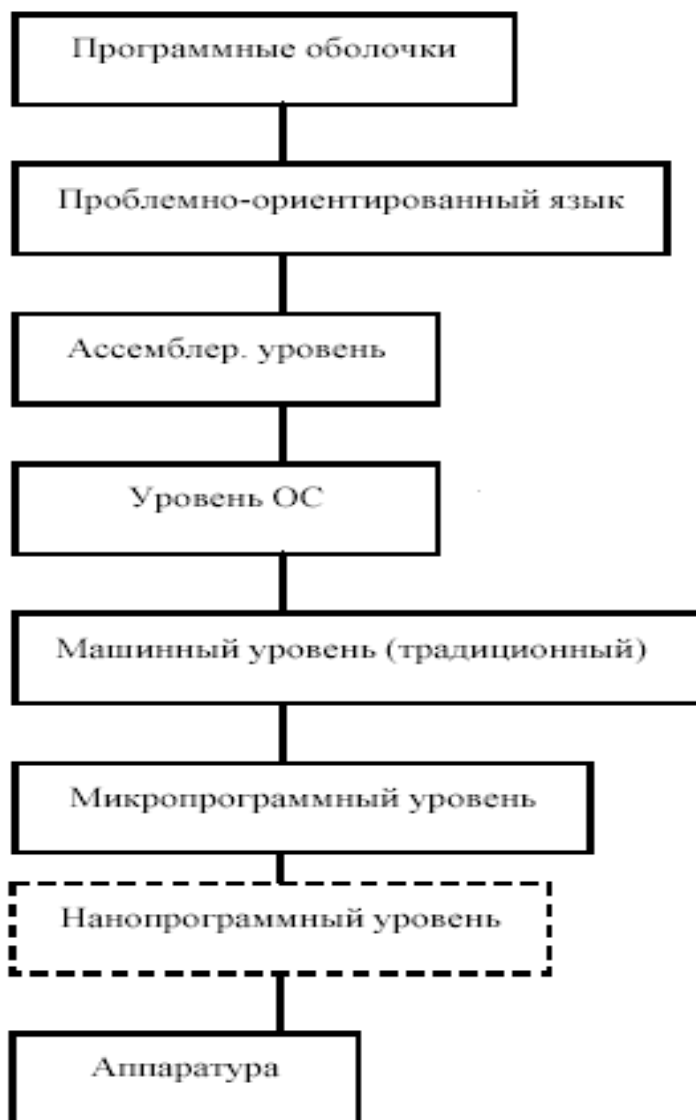 Программные оболочки
Проблемно-ориентированный язык
Ассемблер. уровень
Уровень ОС
Машинный уровень (традиционный)
Микропрограммный уровень
Нанопрограммный уровень
Аппаратура